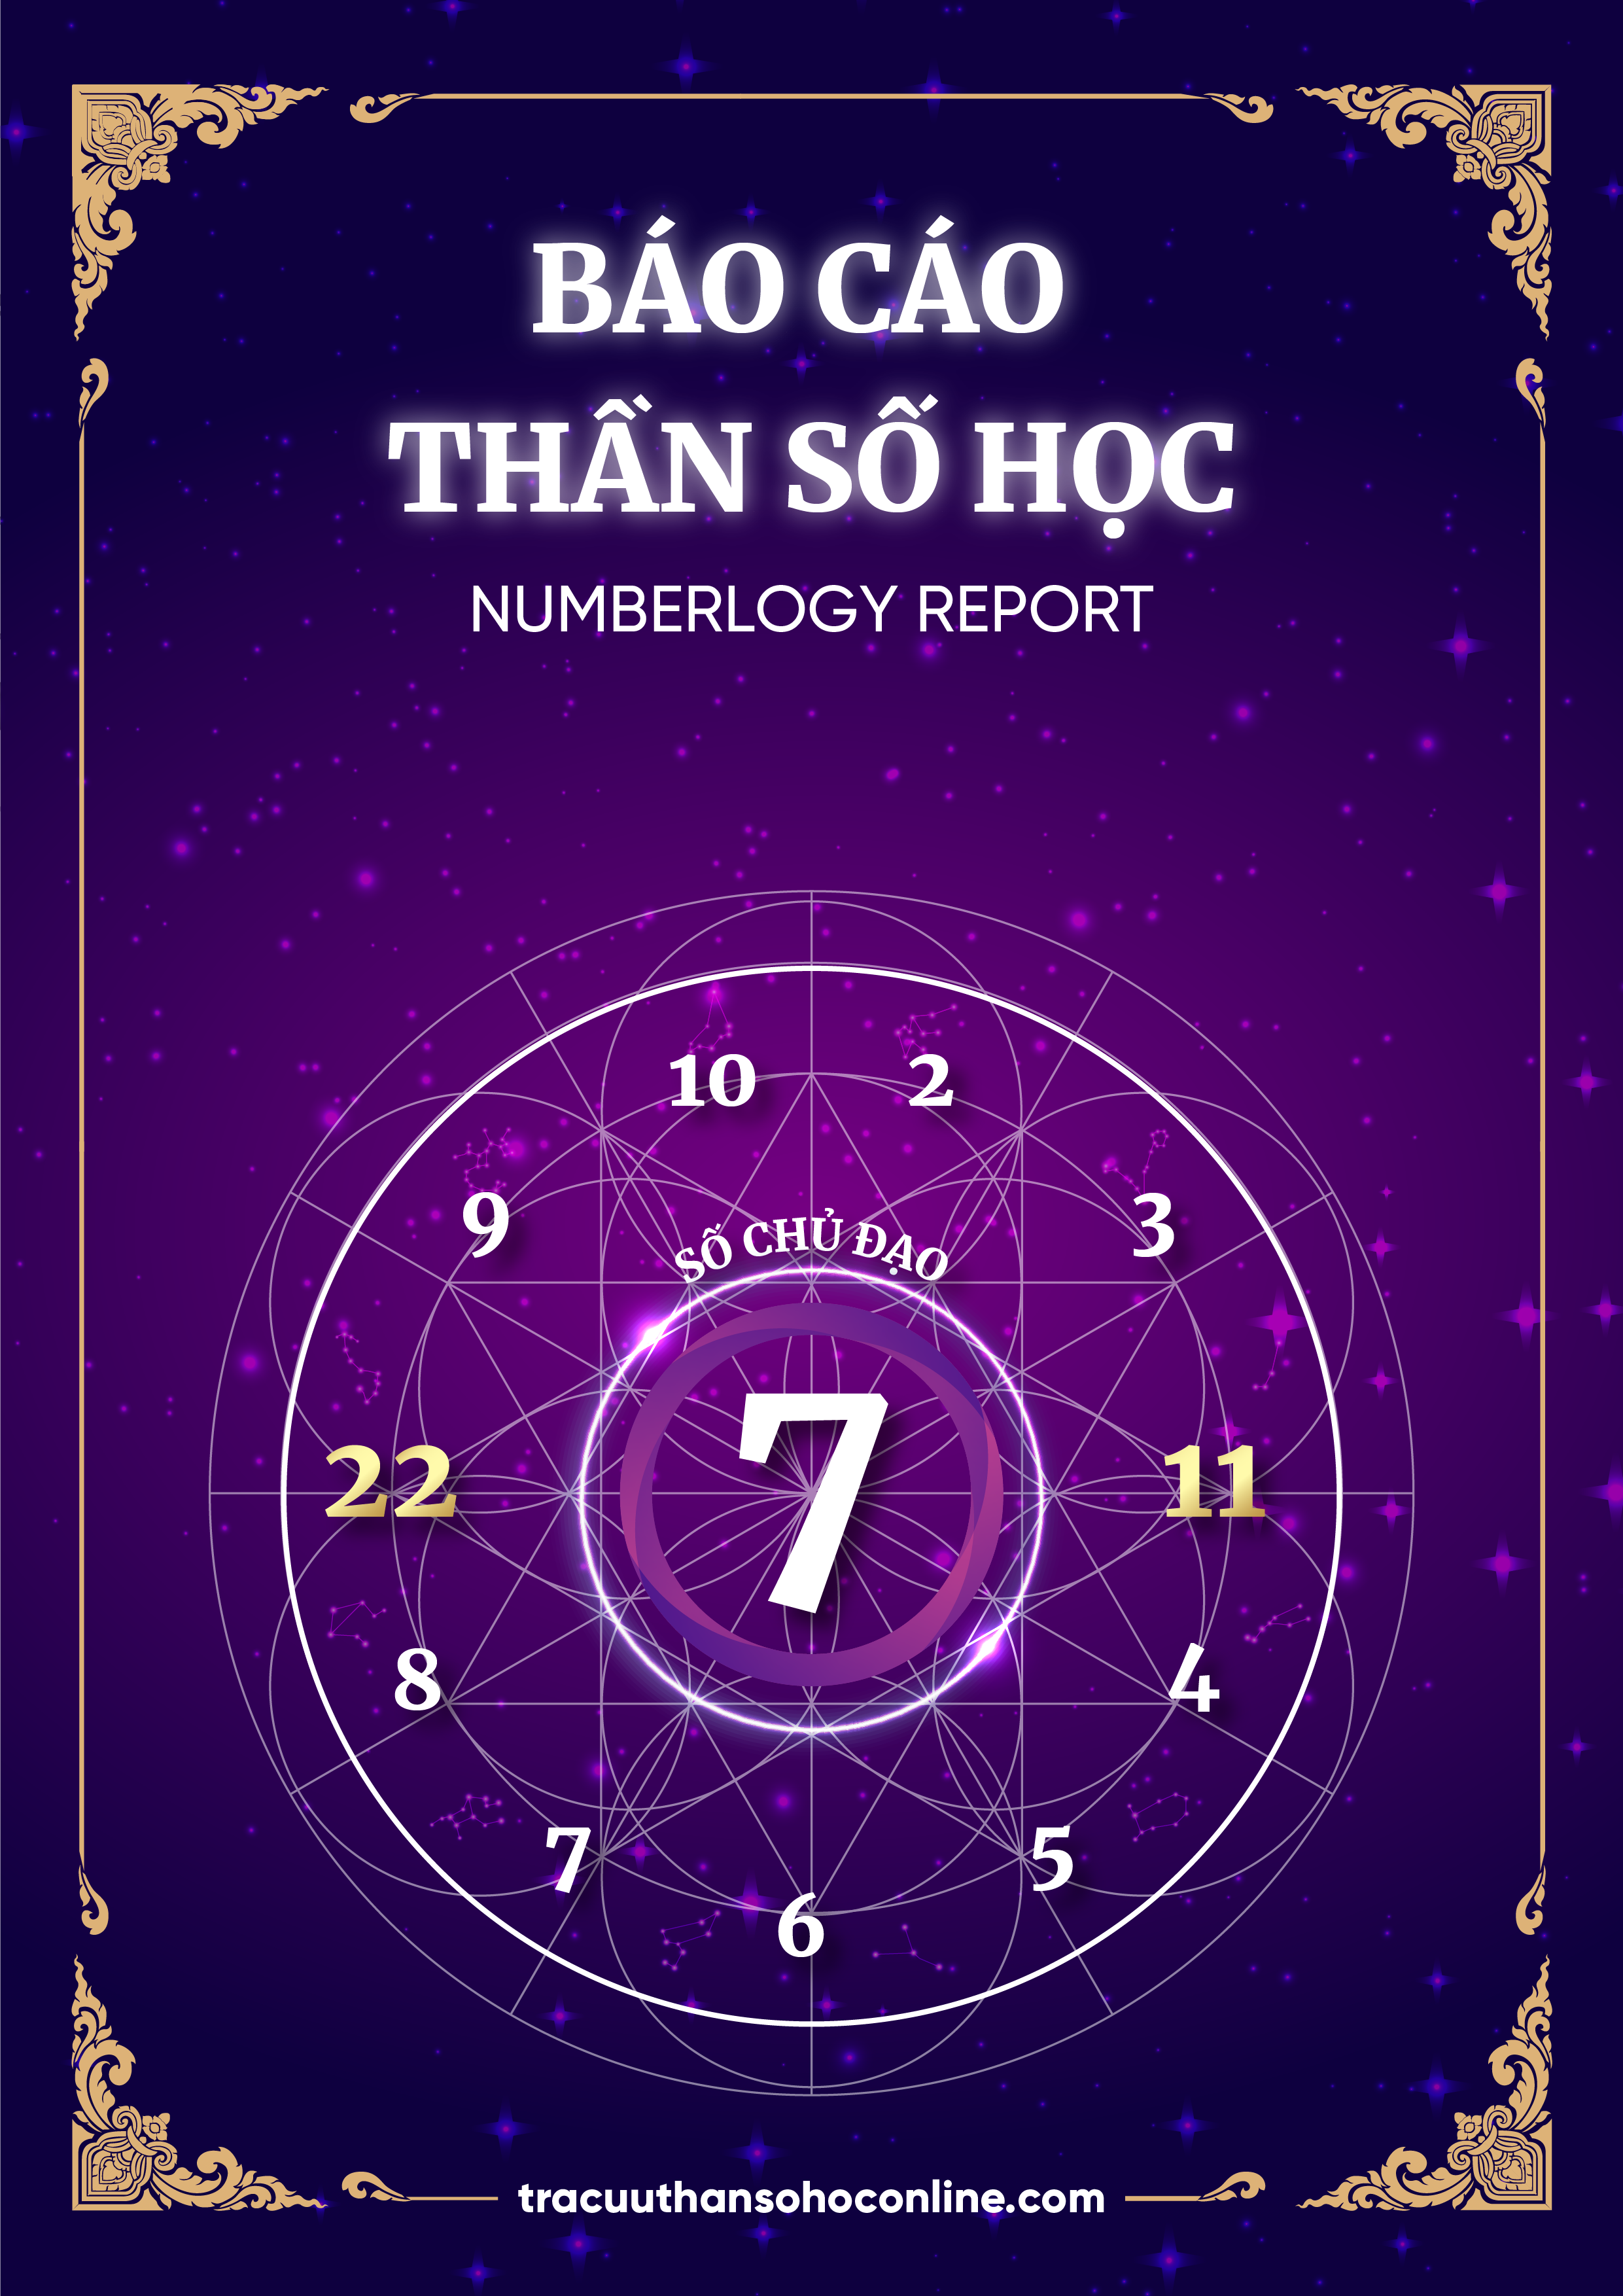 BÁO CÁO
THẦN SỐ HỌC
NUMBERLOGY REPORT
10
2
9
3
SỐ CHỦ ĐẠO
7
22
11
8
4
7
5
6
tracuuthansohoconline.com